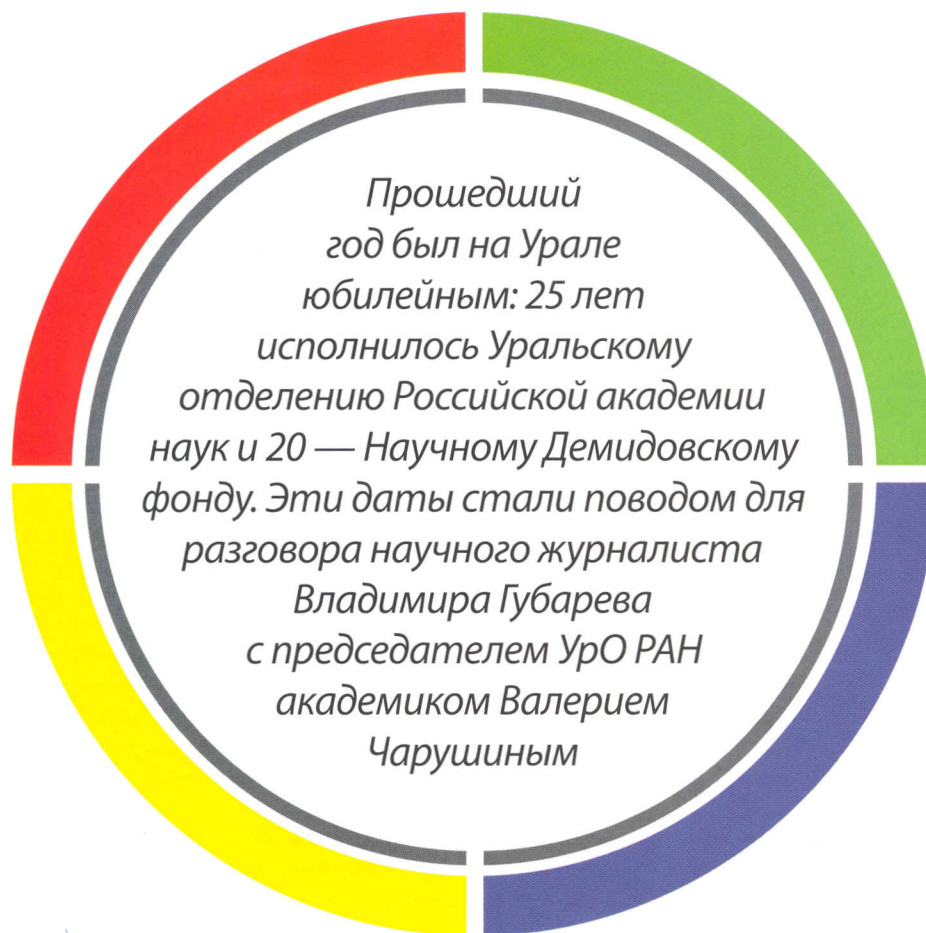 Прошедший
год был на Урале
юбилейным: 25 лет
исполнилось Уральскому
отделению Российской академии
наук и 20 — Научному Демидовскому
фонду. Эти даты стали поводом для
разговора научного журналиста
Владимира Губарева
с председателем УрО РАН
академиком Валерием
Чарушиным